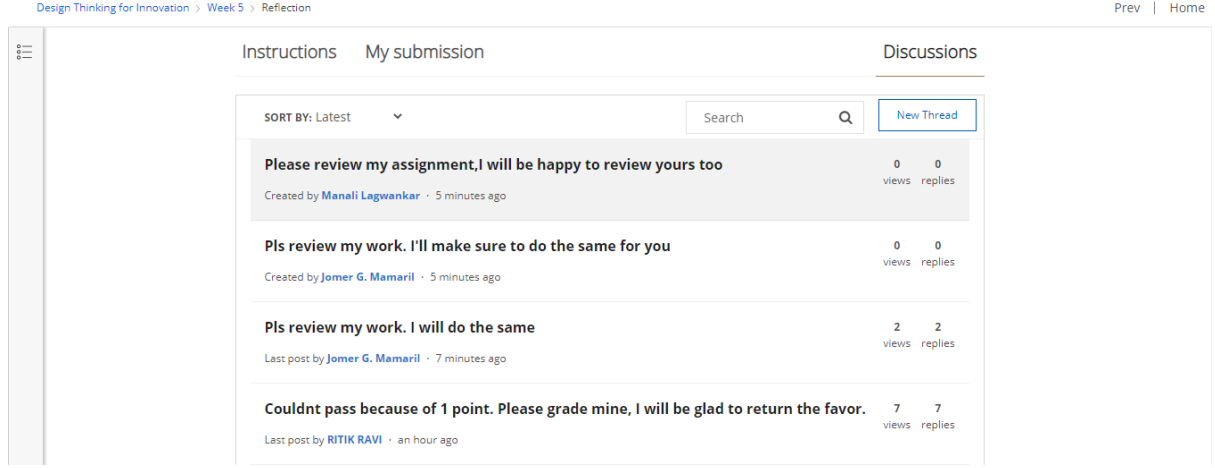 Design Thinking for Innovation > Week 5 > Reflection
Prev | Home
Instructions My submission Discussions
SORT BY: Latest Search New Thread
Please review my assignment,I will be happy to review yours too 0 0
views replies
Created by Manali Lagwankar · 5 minutes ago
Pls review my work. I'll make sure to do the same for you 0 0
views replies
Created by Jomer G. Mamaril · 5 minutes ago
Pls review my work. I will do the same 2 2
views replies
Last post by Jomer G. Mamaril · 7 minutes ago
Couldnt pass because of 1 point. Please grade mine, I will be glad to return the favor. 7 7
views replies
Last post by RITIK RAVI · an hour ago